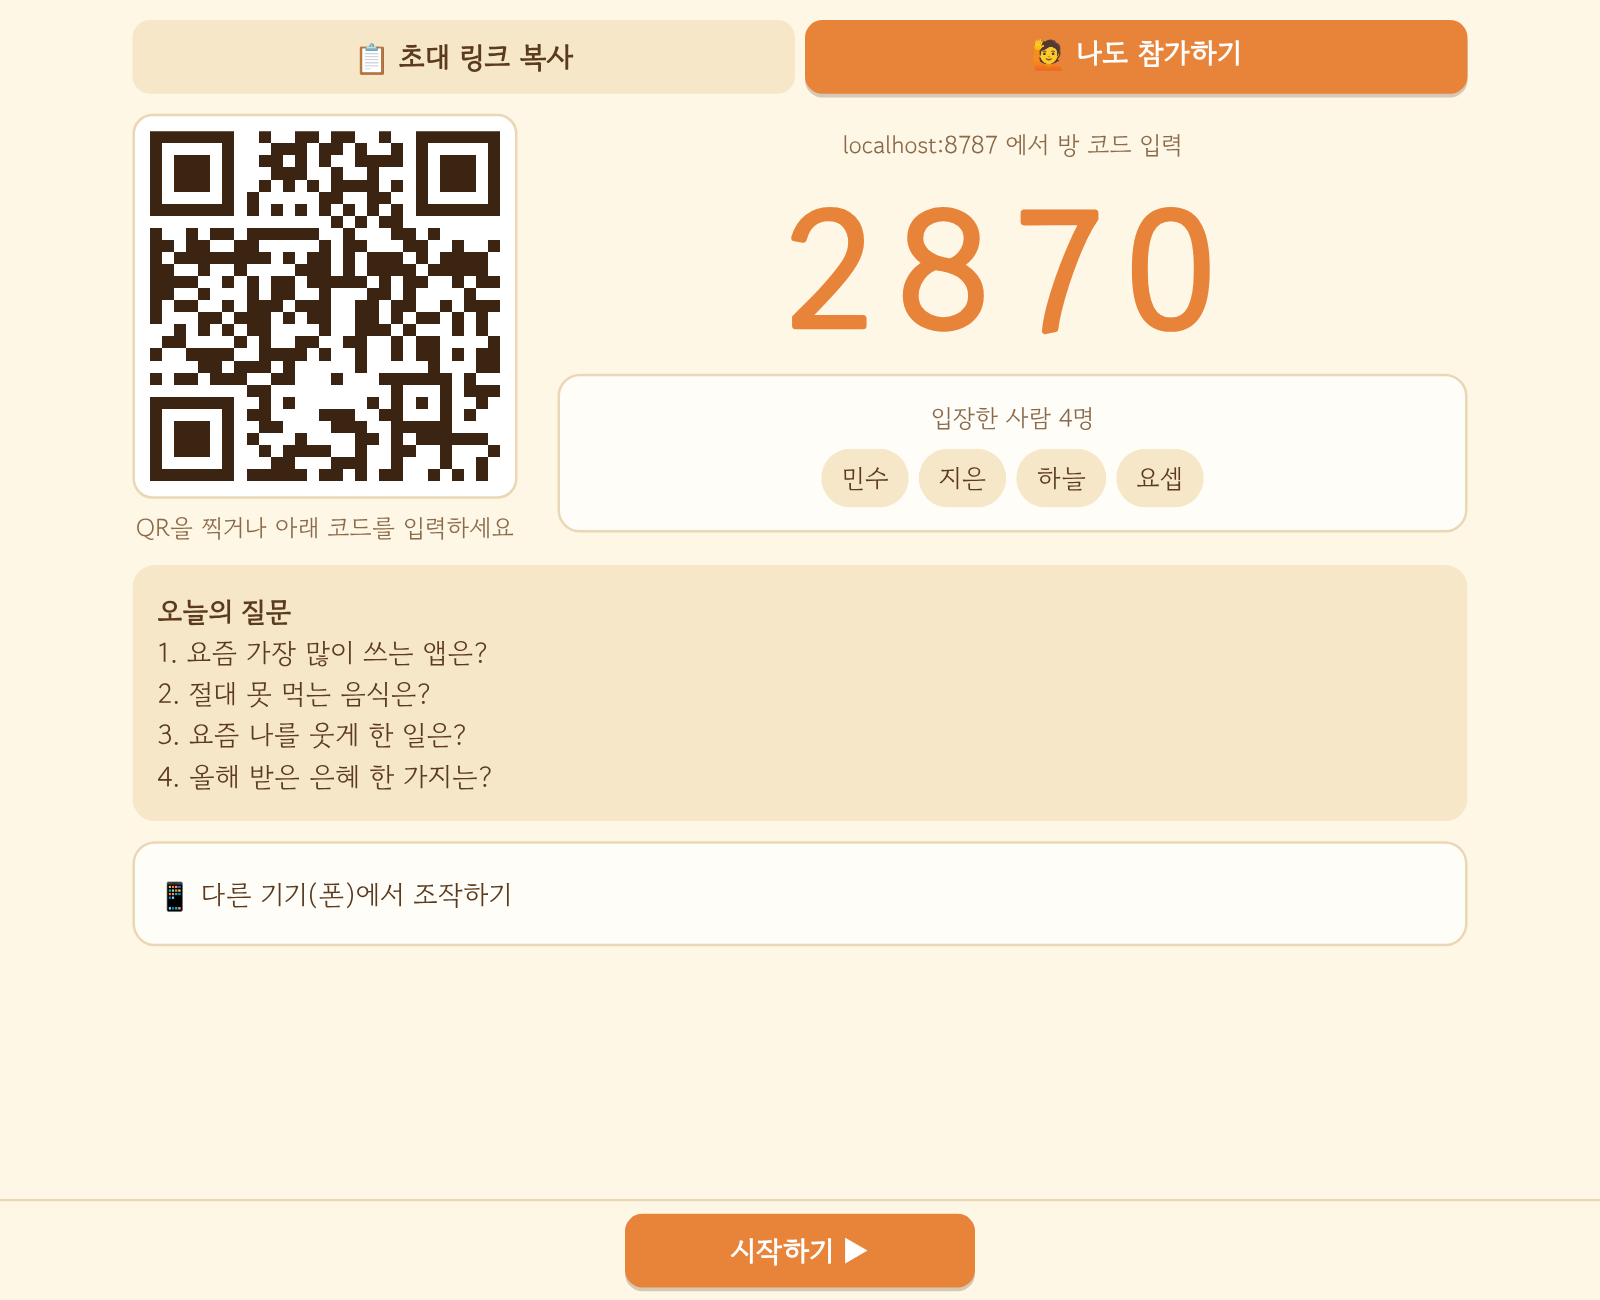 📋 초대 링크 복사
🙋 나도 참가하기
localhost:8787 에서 방 코드 입력
2870
입장한 사람 4명
민수 지은 하늘 요셉
QR을 찍거나 아래 코드를 입력하세요
오늘의 질문
1. 요즘 가장 많이 쓰는 앱은?
2. 절대 못 먹는 음식은?
3. 요즘 나를 웃게 한 일은?
4. 올해 받은 은혜 한 가지는?
📱 다른 기기(폰)에서 조작하기
시작하기 ▶